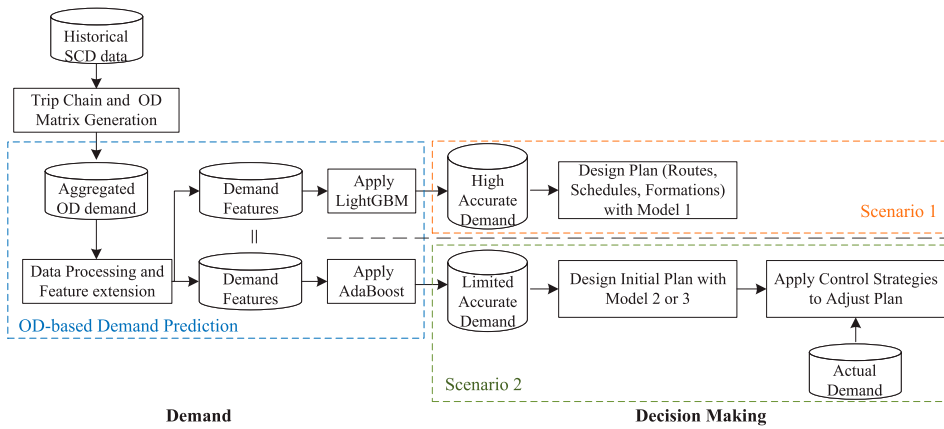 Historical
SCD data
Trip Chain and OD
Matrix Generation
Aggregated
OD demand
Data Processing and
Feature extension
Demand
Features
=
Demand
Features
Apply
LightGBM
Apply
AdaBoost
OD-based Demand Prediction
High
Accurate
Demand
Design Plan (Routes,
Schedules, Formations)
with Model 1
Scenario 1
Limited
Accurate
Demand
Design Initial Plan with
Model 2 or 3
Apply Control Strategies
to Adjust Plan
Actual
Demand
Scenario 2
Demand
Decision Making